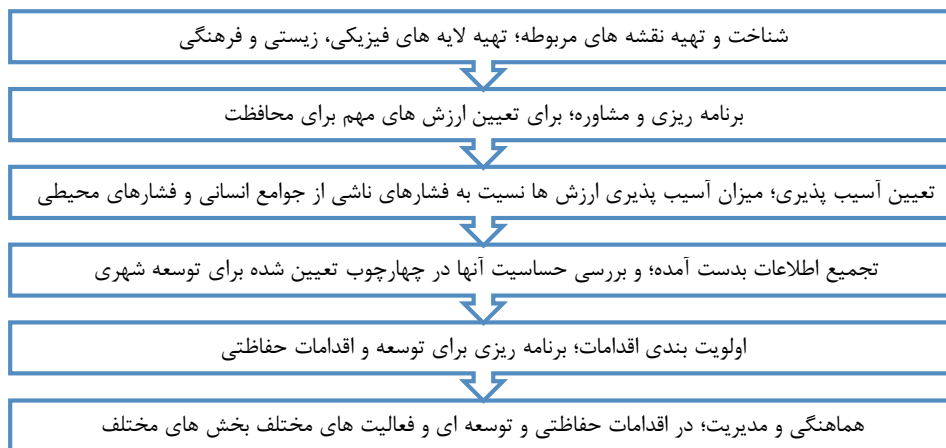 شناخت و تهیه نقشه های مربوطه؛ تهیه لایه های فیزیکی، زیستی و فرهنگی
برنامه ریزی و مشاوره؛ برای تعیین ارزش های مهم برای محافظت
تعیین آسیب پذیری؛ میزان آسیب پذیری ارزش ها نسبت به فشارهای ناشی از جوامع انسانی و فشارهای محیطی
تجمیع اطلاعات بدست آمده؛ و بررسی حساسیت آنها در چهارچوب تعیین شده برای توسعه شهری
اولویت بندی اقدامات؛ برنامه ریزی برای توسعه و اقدامات حفاظتی
هماهنگی و مدیریت؛ در اقدامات حفاظتی و توسعه ای و فعالیت های مختلف بخش های مختلف